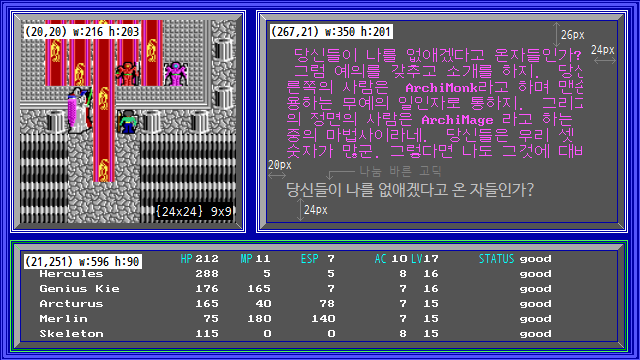 (20,20) w:216 h:203
{24x24} 9x9
(267,21) w:350 h:201
26px
24px
당신들이 나를 없애겠다고 온자들인가?
그럼 예의를 갖추고 소개를 하지. 당신
른쪽의 사람은 ArchiMonk라고 하며 맨손
용하는 무예의 일인자로 통하지. 그리고
의 정면의 사람은 ArchiMage 라고 하는
중의 마법사이라네. 당신들은 우리 셋
숫자가 많군. 그렇다면 나도 그것에 대비
20px
나눔 바른 고딕
당신들이 나를 없애겠다고 온 자들인가?
24px
(21,251) w:596 h:90
HP 212 MP 11 ESP 7 AC 10 LV 17 STATUS good
Hercules 288 5 5 8 16 good
Genius Kie 176 165 7 7 16 good
Arcturus 165 40 78 7 15 good
Merlin 75 180 140 7 15 good
Skeleton 115 0 0 8 15 good